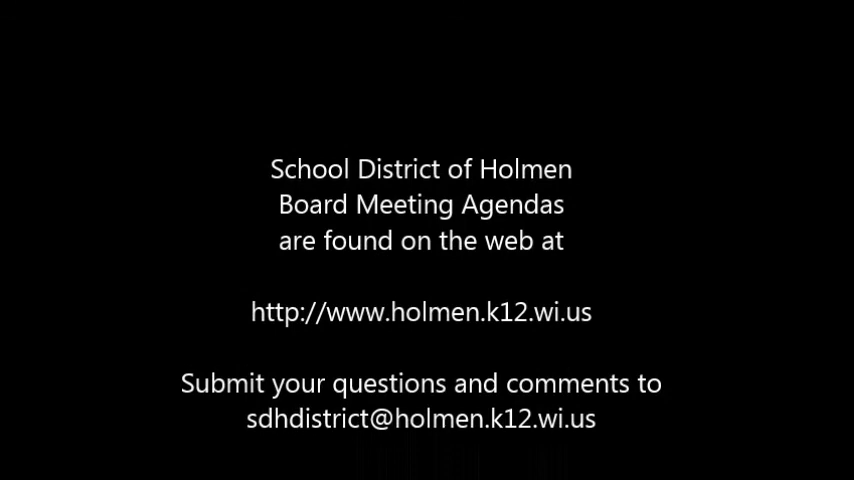 School District of Holmen
Board Meeting Agendas
are found on the web at
http://www.holmen.k12.wi.us
Submit your questions and comments to
sdhdistrict@holmen.k12.wi.us